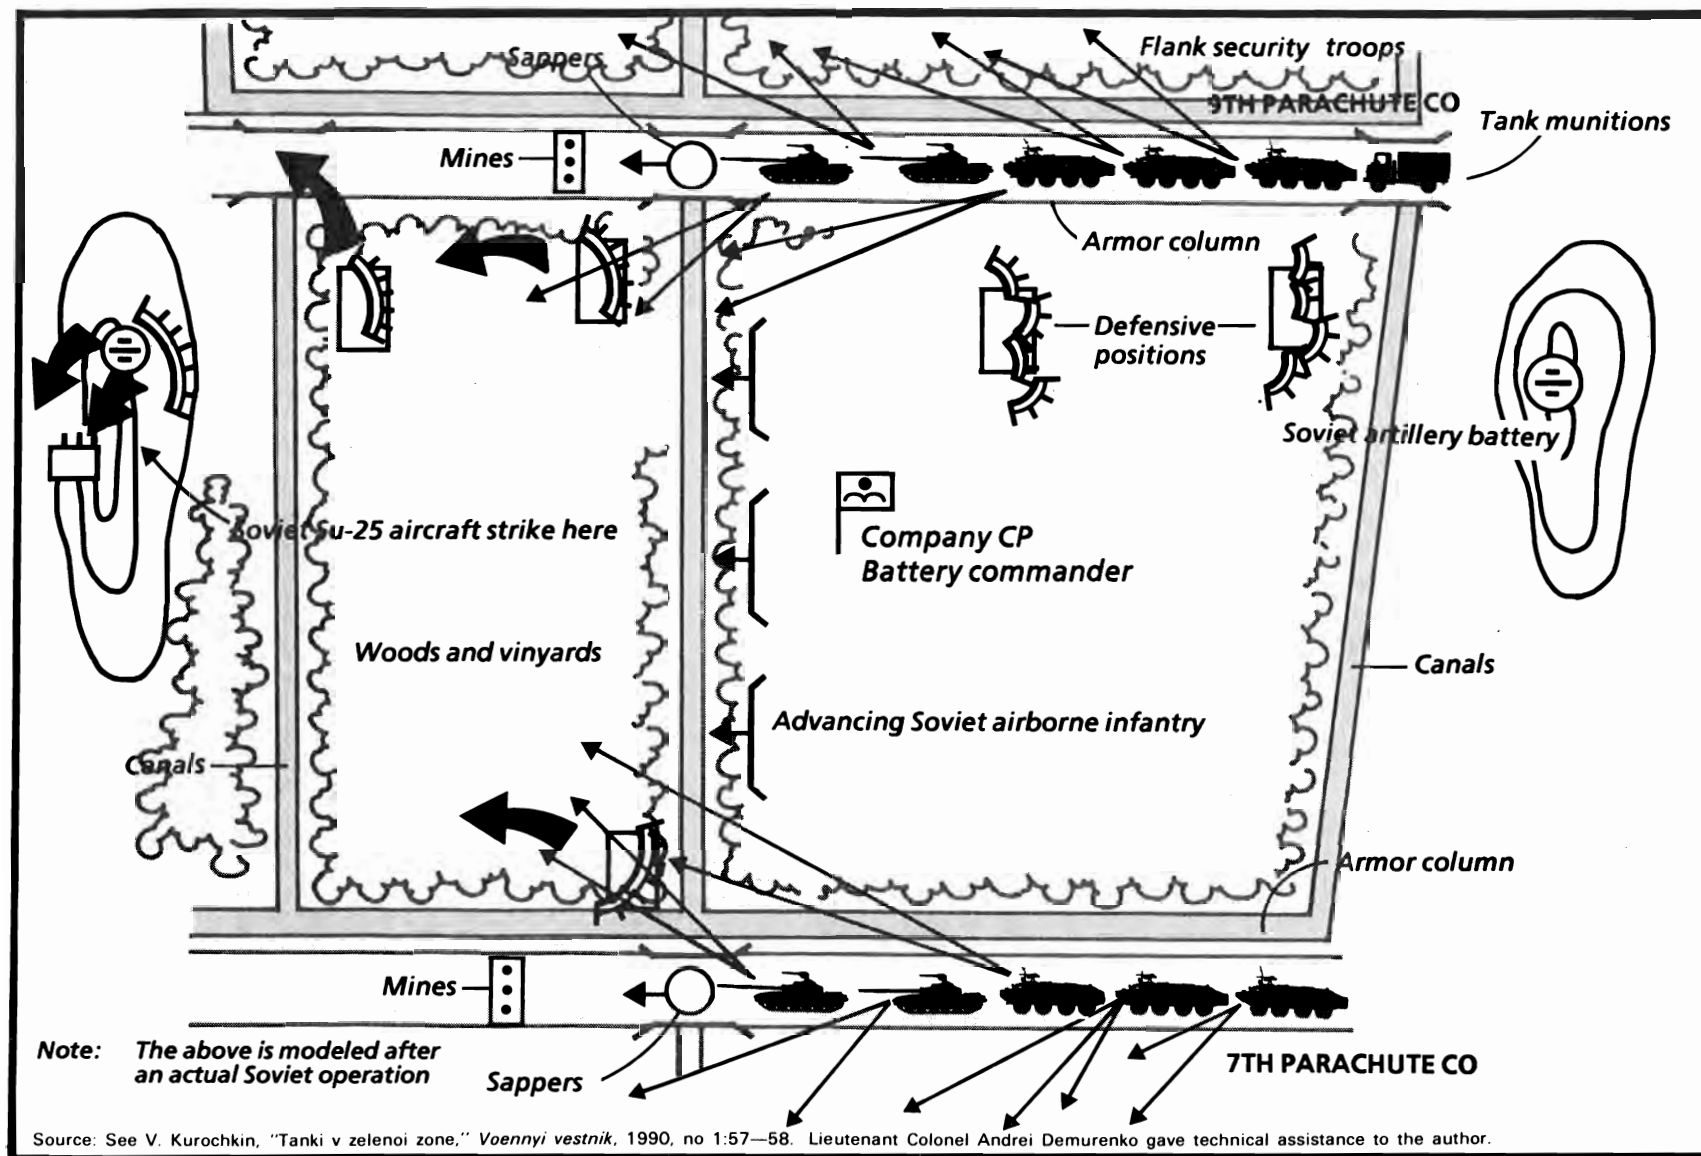 Sappers
Flank security troops
9TH PARACHUTE CO
Tank munitions
Mines
Armor column
Defensive
positions
Soviet artillery battery
Soviet Su-25 aircraft strike here
Company CP
Battery commander
Woods and vinyards
Canals
Advancing Soviet airborne infantry
Canals
Armor column
Mines
Note: The above is modeled after
an actual Soviet operation
Sappers
7TH PARACHUTE CO
Source: See V. Kurochkin, "Tanki v zelenoi zone," Voennyi vestnik, 1990, no 1:57—58. Lieutenant Colonel Andrei Demurenko gave technical assistance to the author.